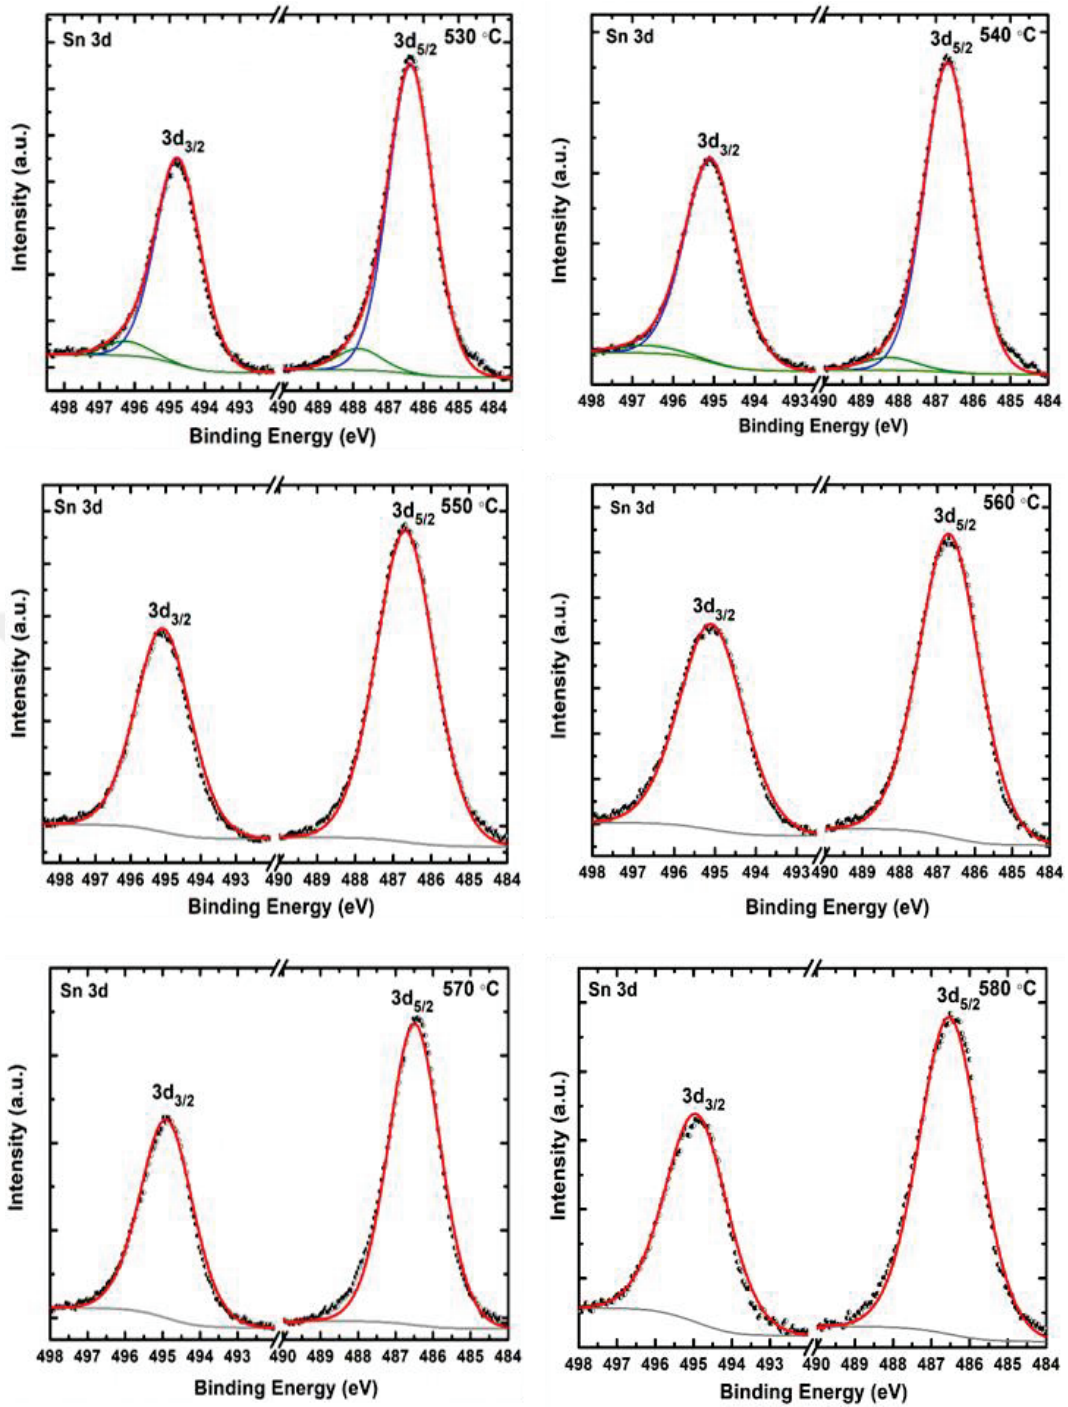 Sn 3d 3d5/2 530 °C
3d3/2
Intensity (a.u.)
498 497 496 495 494 493 490 489 488 487 486 485 484
Binding Energy (eV)
Sn 3d 3d5/2 540 °C
3d3/2
Intensity (a.u.)
498 497 496 495 494 493 490 489 488 487 486 485 484
Binding Energy (eV)
Sn 3d 3d5/2 550 °C
3d3/2
Intensity (a.u.)
498 497 496 495 494 493 490 489 488 487 486 485 484
Binding Energy (eV)
Sn 3d 3d5/2 560 °C
3d3/2
Intensity (a.u.)
498 497 496 495 494 493 490 489 488 487 486 485 484
Binding Energy (eV)
Sn 3d 3d5/2 570 °C
3d3/2
Intensity (a.u.)
498 497 496 495 494 493 490 489 488 487 486 485 484
Binding Energy (eV)
Sn 3d 3d5/2 580 °C
3d3/2
Intensity (a.u.)
498 497 496 495 494 493 490 489 488 487 486 485 484
Binding Energy (eV)